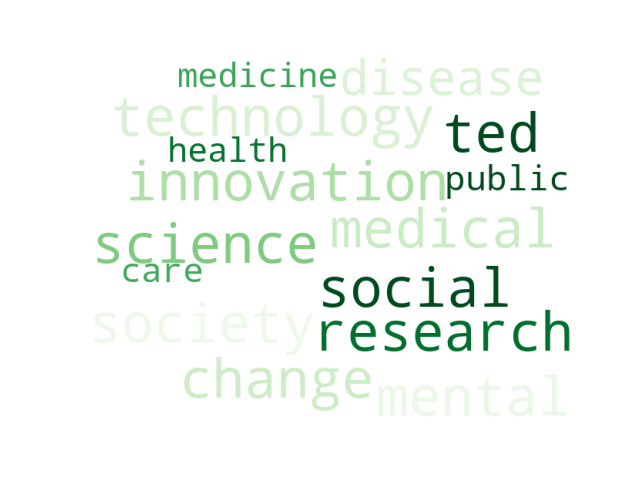 medicine disease
technology ted
health
innovation public
science medical
care social
society research
change mental